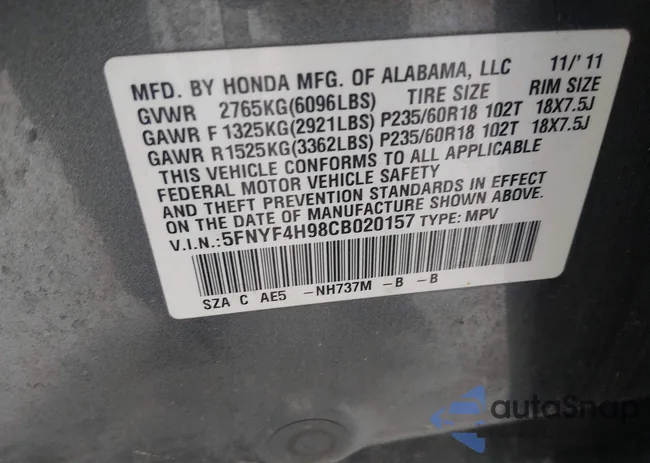 MFD. BY HONDA MFG. OF ALABAMA, LLC 11/'11
GVWR 2765KG(6096LBS) TIRE SIZE RIM SIZE
GAWR F 1325KG(2921LBS) P235/60R18 102T 18X7.5J
GAWR R 1525KG(3362LBS) P235/60R18 102T 18X7.5J
THIS VEHICLE CONFORMS TO ALL APPLICABLE
FEDERAL MOTOR VEHICLE SAFETY
AND THEFT PREVENTION STANDARDS IN EFFECT
ON THE DATE OF MANUFACTURE SHOWN ABOVE.
V.I.N.:5FNYF4H98CB020157 TYPE: MPV
SZA C AE5 -NH737M -B -B
autoSnap